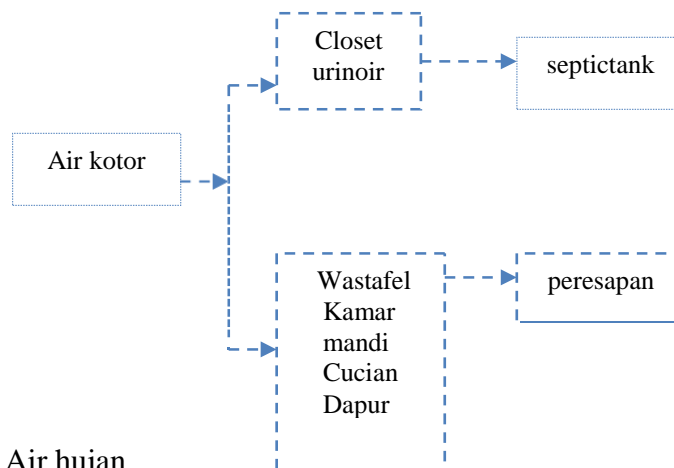 Closet
urinoir
septictank
Air kotor
Wastafel
Kamar
mandi
Cucian
Dapur
peresapan
Air hujan